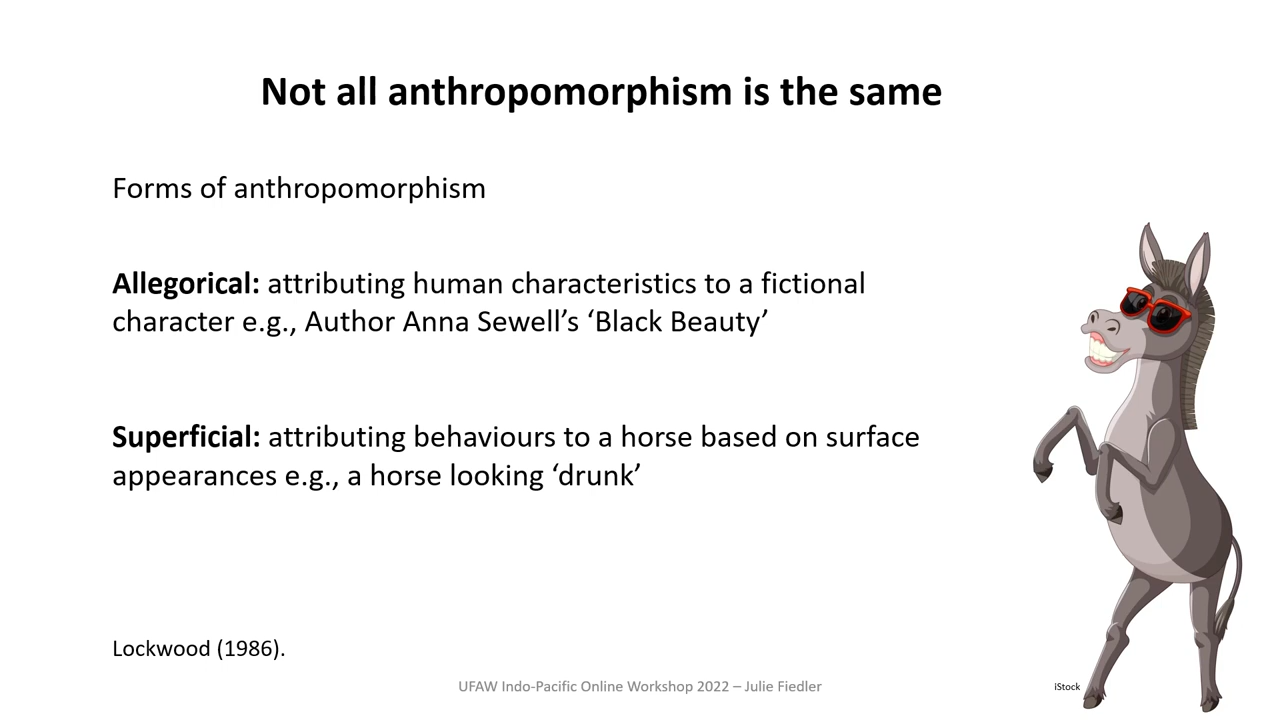 Not all anthropomorphism is the same
Forms of anthropomorphism
Allegorical: attributing human characteristics to a fictional
character e.g., Author Anna Sewell’s ‘Black Beauty’
Superficial: attributing behaviours to a horse based on surface
appearances e.g., a horse looking ‘drunk’
Lockwood (1986).
UFAW Indo-Pacific Online Workshop 2022 – Julie Fiedler
iStock